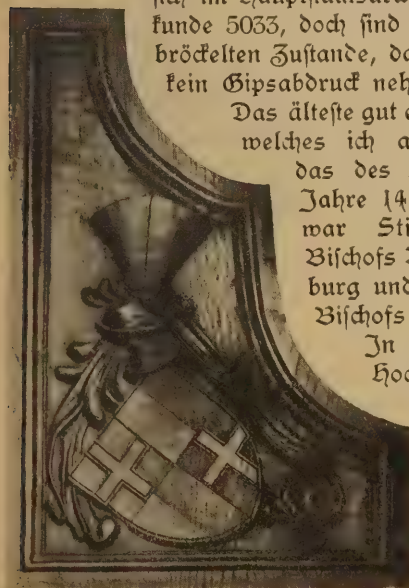 kunde 5033, doch sind
bröckelten Zustande, da
kein Gipsabdruck neh
Das älteste gut
welches ich a
das des
Jahre 14
war Sti
Bischofs
burg und
Bischofs
In
Hoc